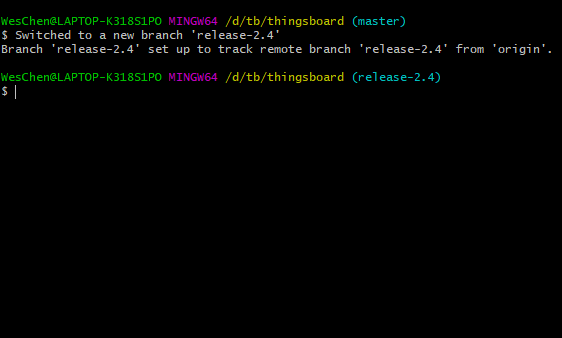 WesChen@LAPTOP-K318S1PO MINGW64 /d/tb/thingsboard (master)
$ Switched to a new branch 'release-2.4'
Branch 'release-2.4' set up to track remote branch 'release-2.4' from 'origin'.
WesChen@LAPTOP-K318S1PO MINGW64 /d/tb/thingsboard (release-2.4)
$